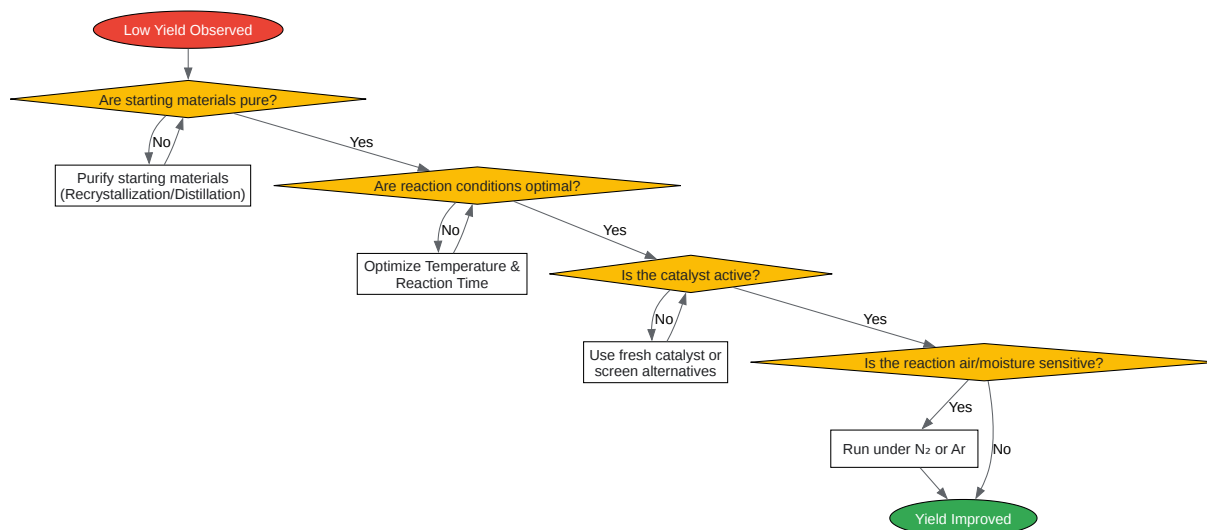 Low Yield Observed
Are starting materials pure?
No
Yes
Purify starting materials
(Recrystallization/Distillation)
Are reaction conditions optimal?
No
Yes
Optimize Temperature &
Reaction Time
Is the catalyst active?
No
Yes
Use fresh catalyst or
screen alternatives
Is the reaction air/moisture sensitive?
Yes
No
Run under N₂ or Ar
Yield Improved